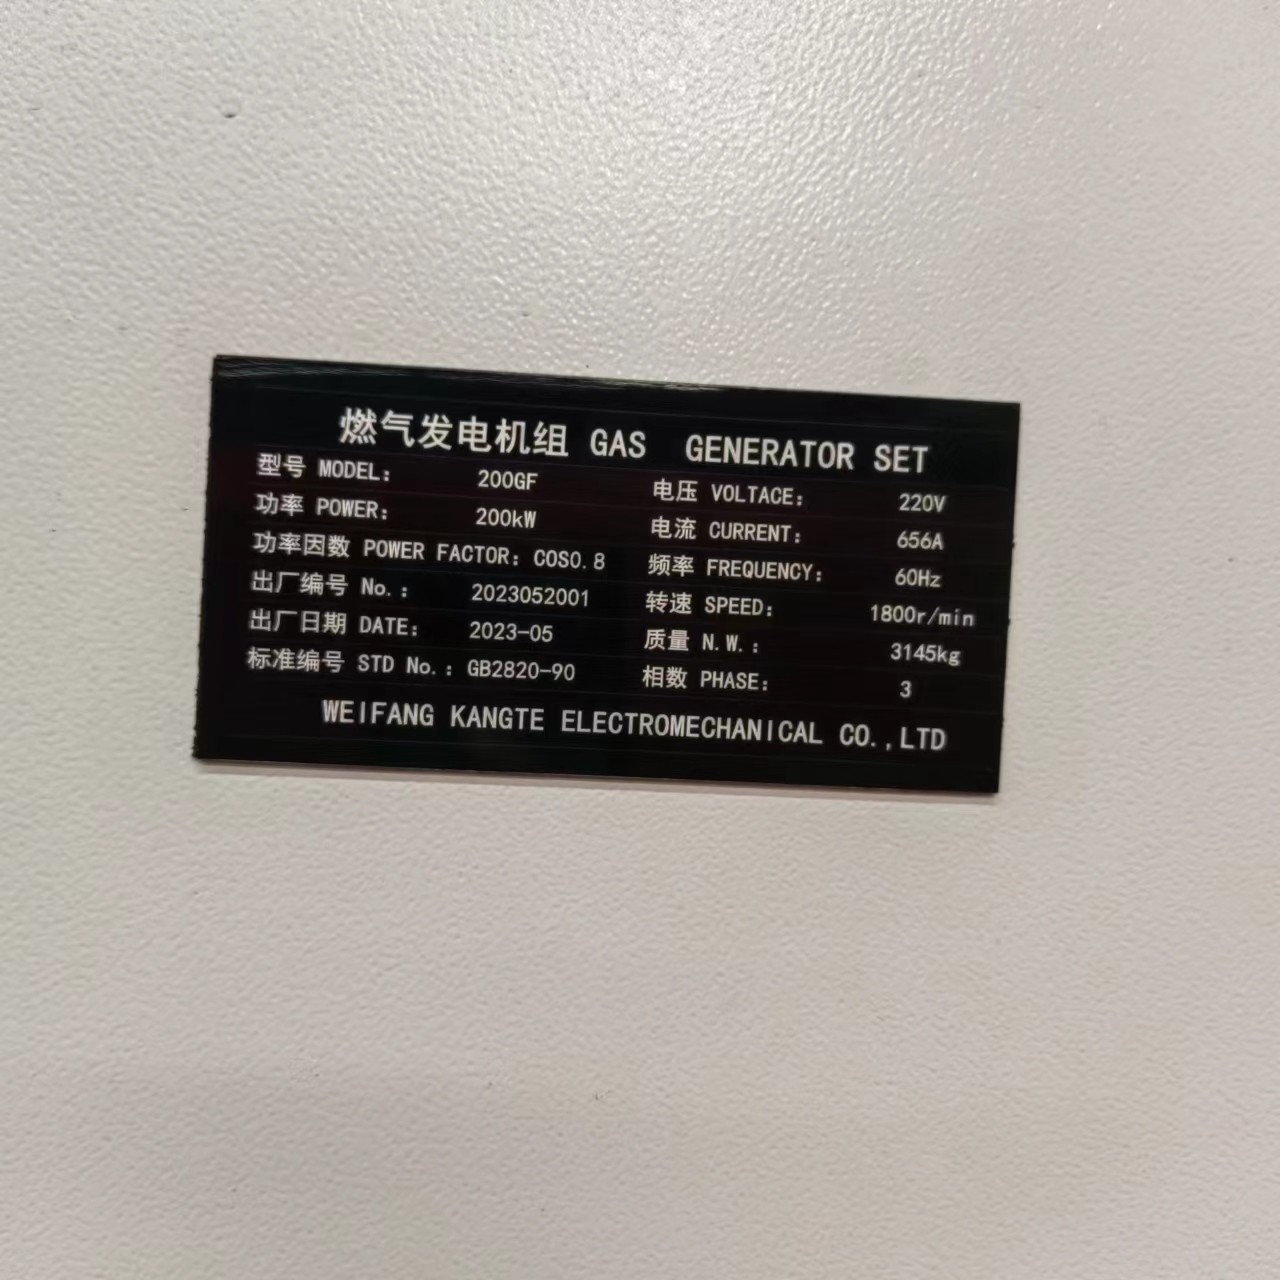 燃气发电机组 GAS GENERATOR SET
型号 MODEL: 200GF
功率 POWER: 200kW
功率因数 POWER FACTOR: COS0.8
出厂编号 No.: 2023052001
出厂日期 DATE: 2023-05
标准编号 STD No.: GB2820-90
电压 VOLTACE: 220V
电流 CURRENT: 656A
频率 FREQUENCY: 60Hz
转速 SPEED: 1800r/min
质量 N.W.: 3145kg
相数 PHASE: 3
WEIFANG KANGTE ELECTROMECHANICAL CO.,LTD